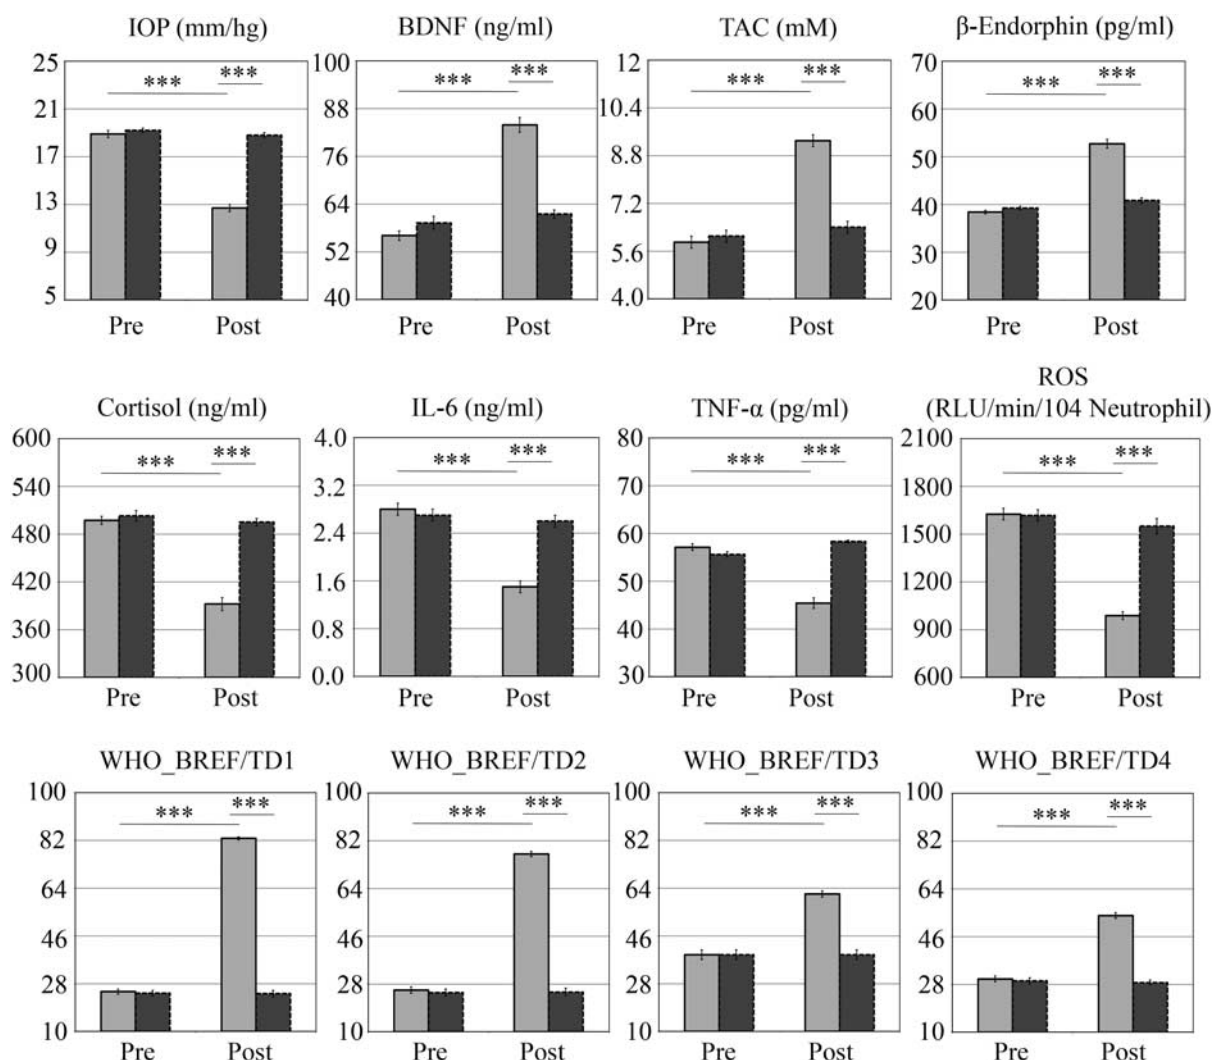 IOP (mm/hg) BDNF (ng/ml) TAC (mM) β-Endorphin (pg/ml)
25 100 12 70
*** *** *** *** *** *** *** ***
21 88 10.4 60
17 76 8.8 50
13 64 7.2 40
9 52 5.6 30
5 40 4.0 20
Pre Post Pre Post Pre Post Pre Post
ROS
Cortisol (ng/ml) IL-6 (ng/ml) TNF-α (pg/ml) (RLU/min/104 Neutrophil)
600 4.0 80 2100
*** *** *** *** *** *** *** ***
540 3.2 70 1800
480 2.4 60 1500
420 1.6 50 1200
360 0.8 40 900
300 0.0 30 600
Pre Post Pre Post Pre Post Pre Post
WHO_BREF/TD1 WHO_BREF/TD2 WHO_BREF/TD3 WHO_BREF/TD4
100 100 100 100
*** *** *** *** *** *** *** ***
82 82 82 82
64 64 64 64
46 46 46 46
28 28 28 28
10 10 10 10
Pre Post Pre Post Pre Post Pre Post